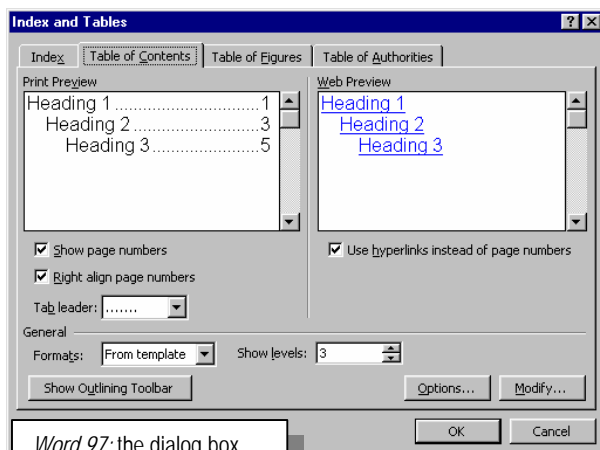 Index and Tables
Index Table of Contents Table of Figures Table of Authorities
Print Preview
Heading 1..............................1
Heading 2.....................3
Heading 3..................5
Web Preview
Heading 1
Heading 2
Heading 3
Show page numbers
Right align page numbers
Tab leader: .......
Use hyperlinks instead of page numbers
General
Formats: From template Show levels: 3
Show Outlining Toolbar Options... Modify...
OK Cancel
Word 97: the dialog box